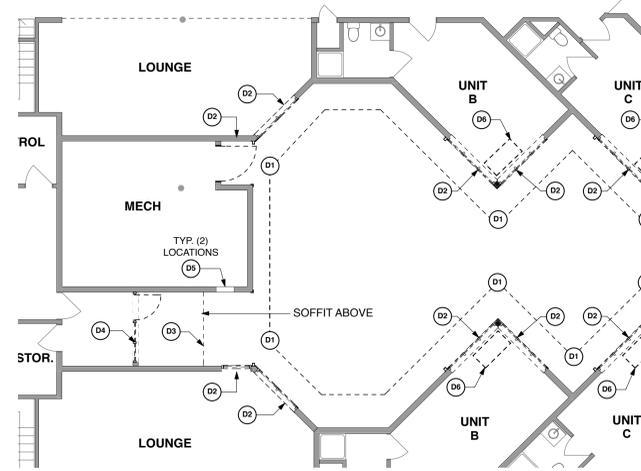 LOUNGE
D2
D2
UNIT
B
UNIT
C
D6
D6
ROL
D1
MECH
D2
D2
D2
D1
TYP. (2)
LOCATIONS
D5
D1
SOFFIT ABOVE
D4
D3
D1
D2
D2
D2
D1
STOR.
D2
D6
D6
D2
UNIT
B
UNIT
C
LOUNGE